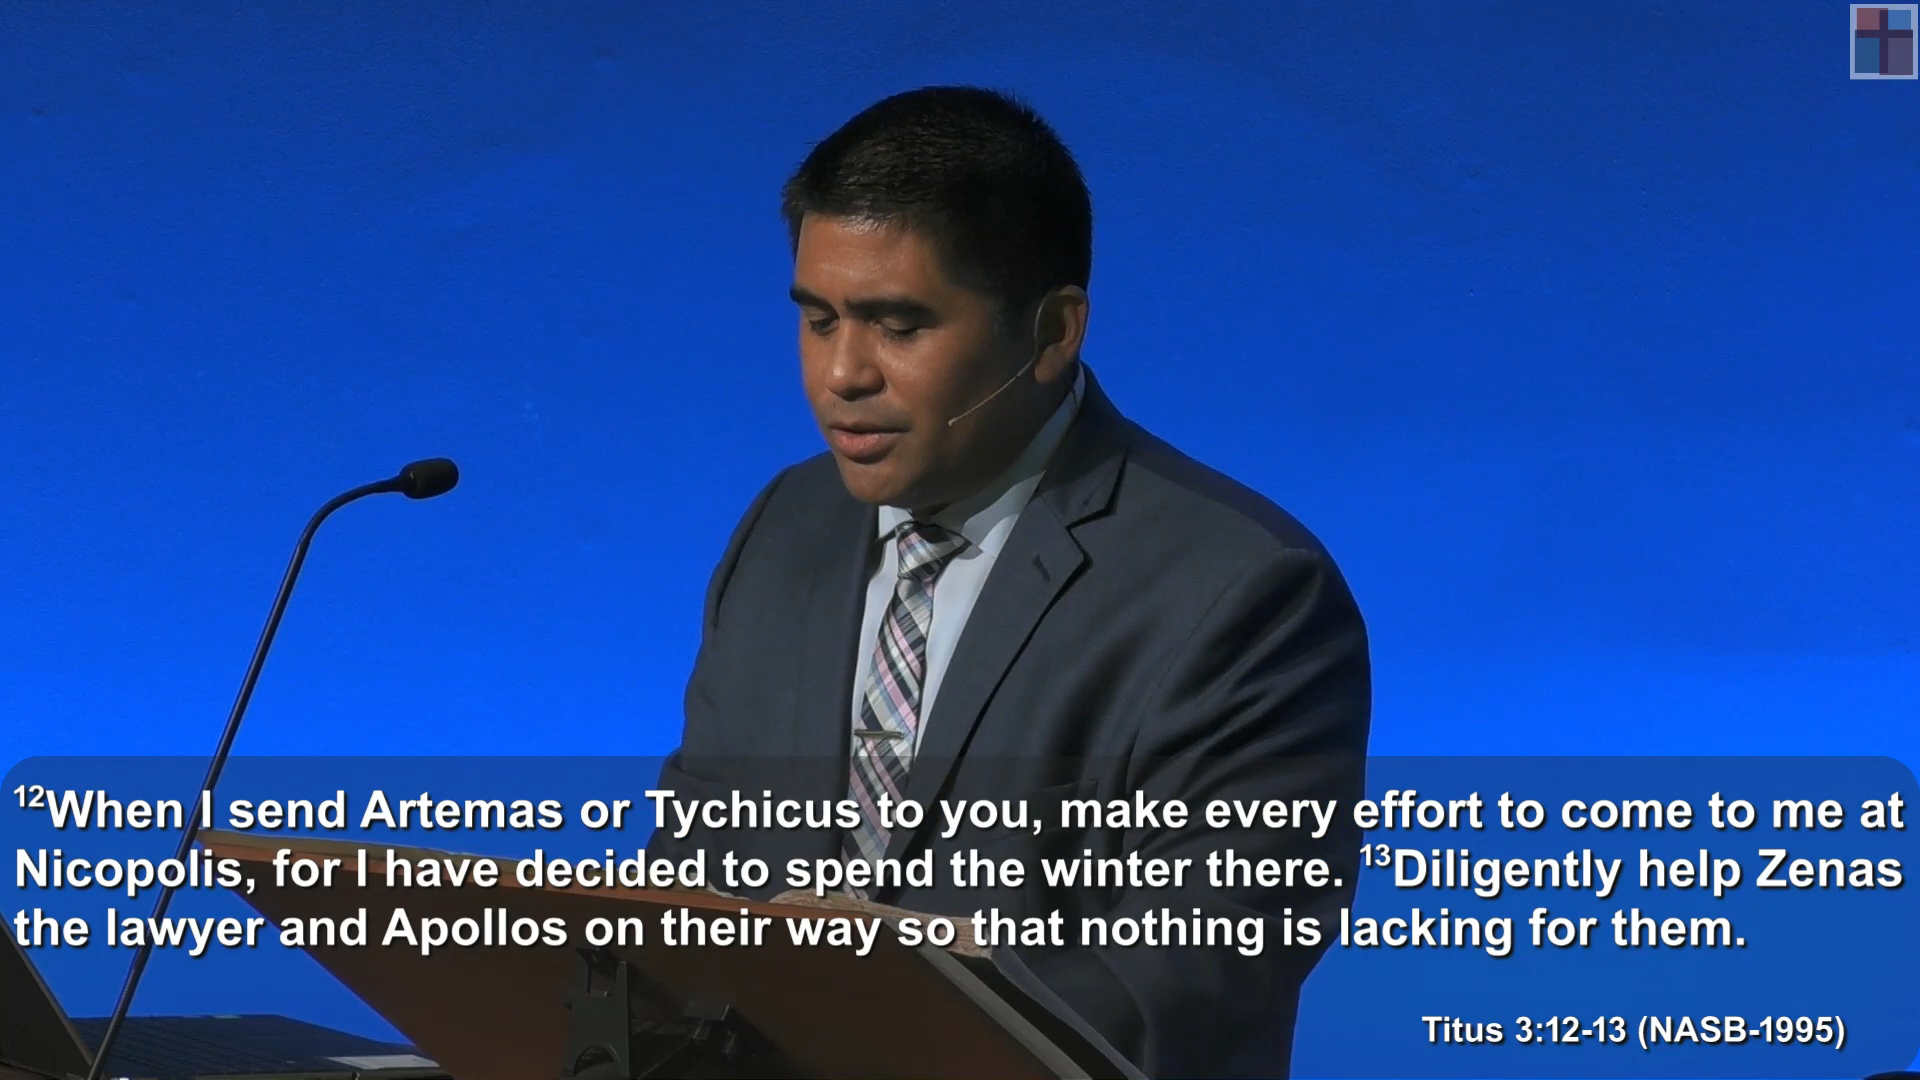 ¹²When I send Artemas or Tychicus to you, make every effort to come to me at
Nicopolis, for I have decided to spend the winter there. ¹³Diligently help Zenas
the lawyer and Apollos on their way so that nothing is lacking for them.
Titus 3:12-13 (NASB-1995)